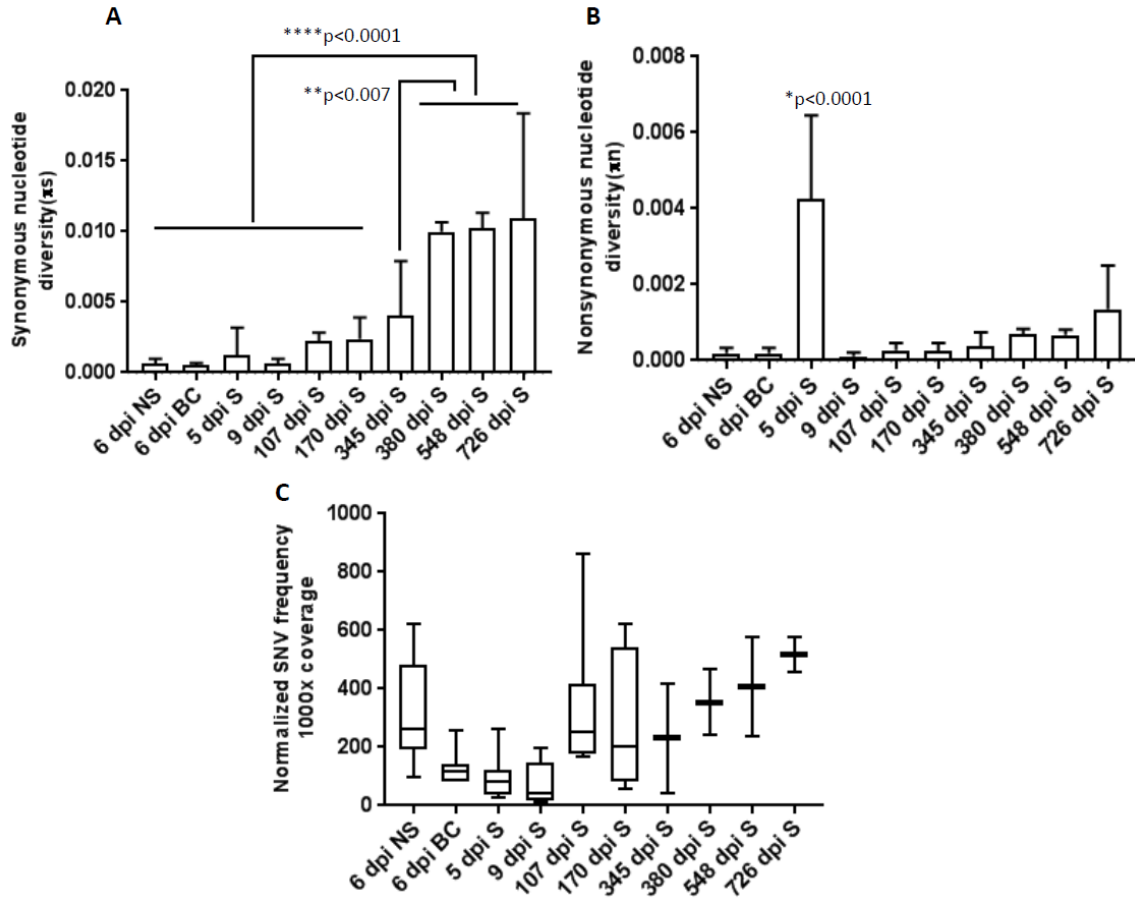 A
****p<0.0001
**p<0.007
Synonymous nucleotide
diversity(πs)
0.020
0.015
0.010
0.005
0.000
6 dpi NS
6 dpi BC
5 dpi S
9 dpi S
107 dpi S
170 dpi S
345 dpi S
380 dpi S
548 dpi S
726 dpi S
B
*p<0.0001
Nonsynonymous nucleotide
diversity(πn)
0.008
0.006
0.004
0.002
0.000
6 dpi NS
6 dpi BC
5 dpi S
9 dpi S
107 dpi S
170 dpi S
345 dpi S
380 dpi S
548 dpi S
726 dpi S
C
Normalized SNV frequency
1000x coverage
1000
800
600
400
200
0
6 dpi NS
6 dpi BC
5 dpi S
9 dpi S
107 dpi S
170 dpi S
345 dpi S
380 dpi S
548 dpi S
726 dpi S